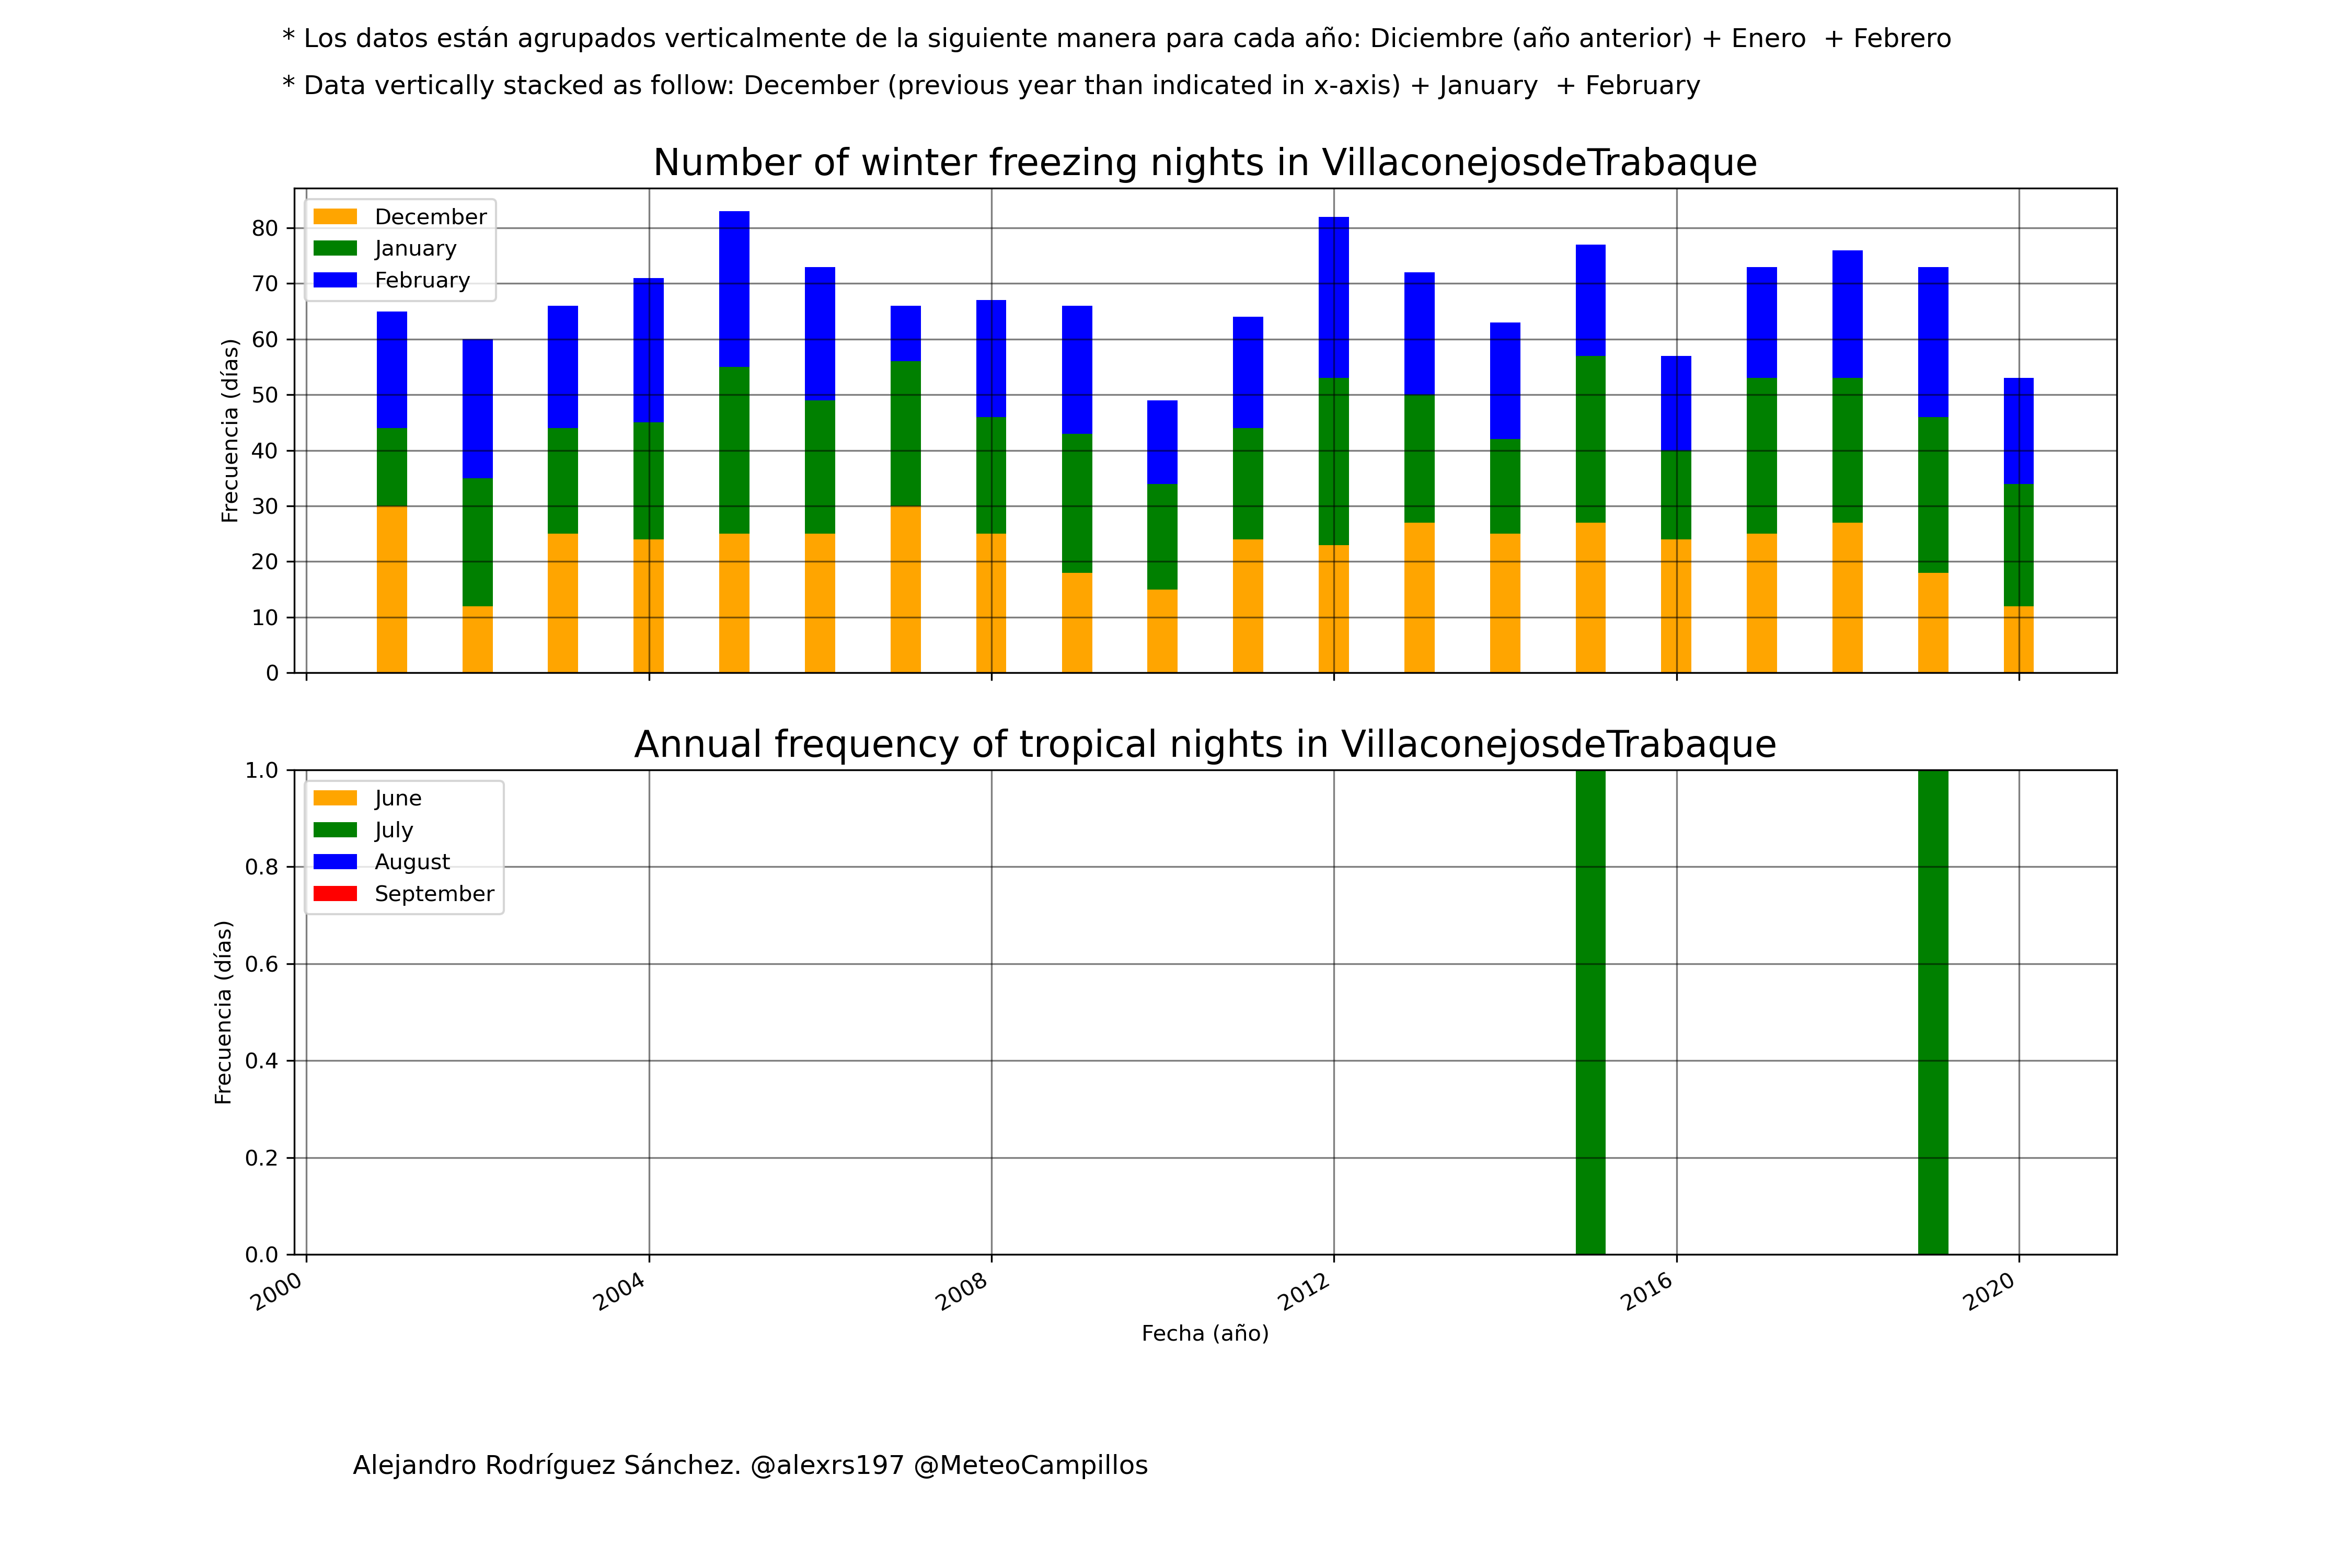 * Los datos están agrupados verticalmente de la siguiente manera para cada año: Diciembre (año anterior) + Enero  + Febrero
* Data vertically stacked as follow: December (previous year than indicated in x-axis) + January  + February
Number of winter freezing nights in VillaconejosdeTrabaque
December
January
February
80
70
60
50
40
30
20
10
0
Frecuencia (días)
Annual frequency of tropical nights in VillaconejosdeTrabaque
June
July
August
September
1.0
0.8
0.6
0.4
0.2
0.0
Frecuencia (días)
2000 2004 2008 2012 2016 2020
Fecha (año)
Alejandro Rodríguez Sánchez. @alexrs197 @MeteoCampillos